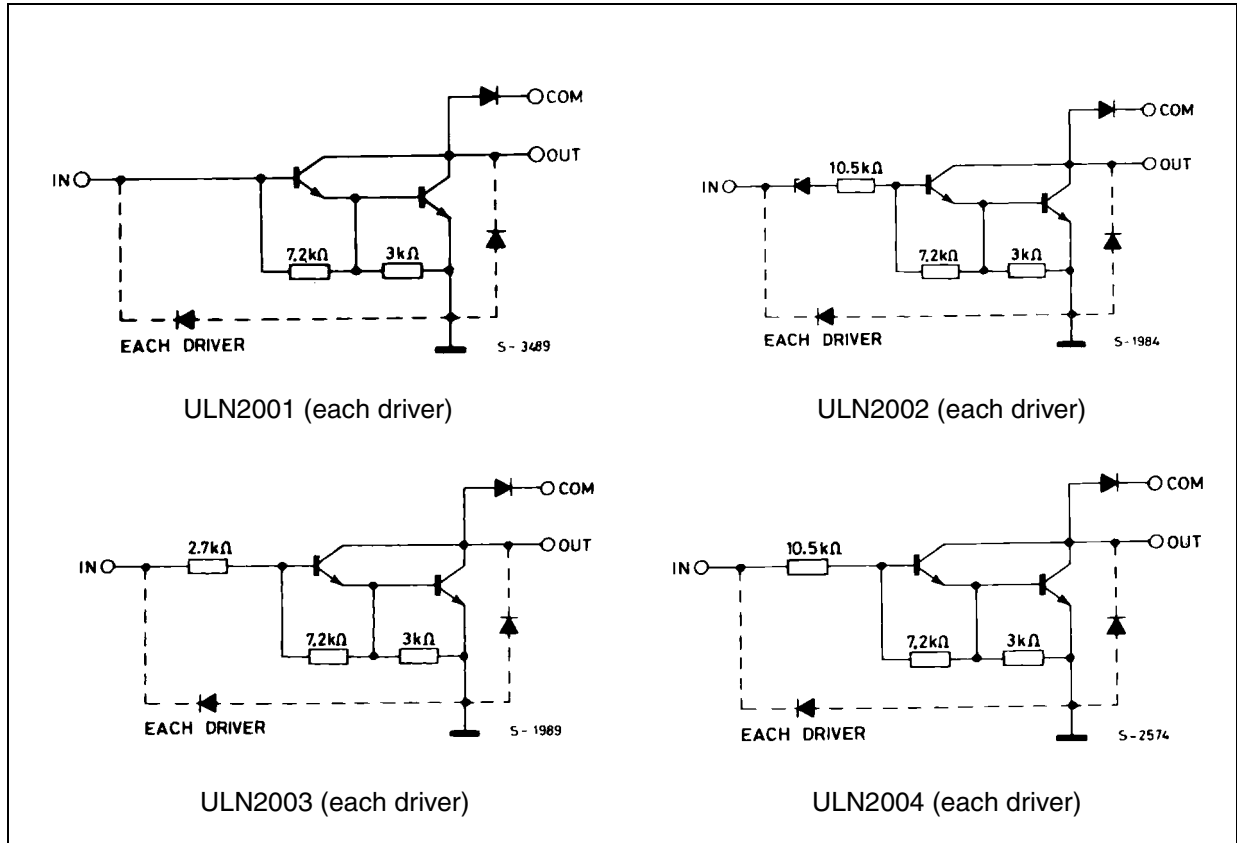 COM
OUT
IN
7.2kΩ
3kΩ
EACH DRIVER
S-3489
ULN2001 (each driver)
COM
OUT
10.5kΩ
IN
7.2kΩ
3kΩ
EACH DRIVER
S-1984
ULN2002 (each driver)
COM
OUT
2.7kΩ
IN
7.2kΩ
3kΩ
EACH DRIVER
S-1989
ULN2003 (each driver)
COM
OUT
10.5kΩ
IN
7.2kΩ
3kΩ
EACH DRIVER
S-2574
ULN2004 (each driver)